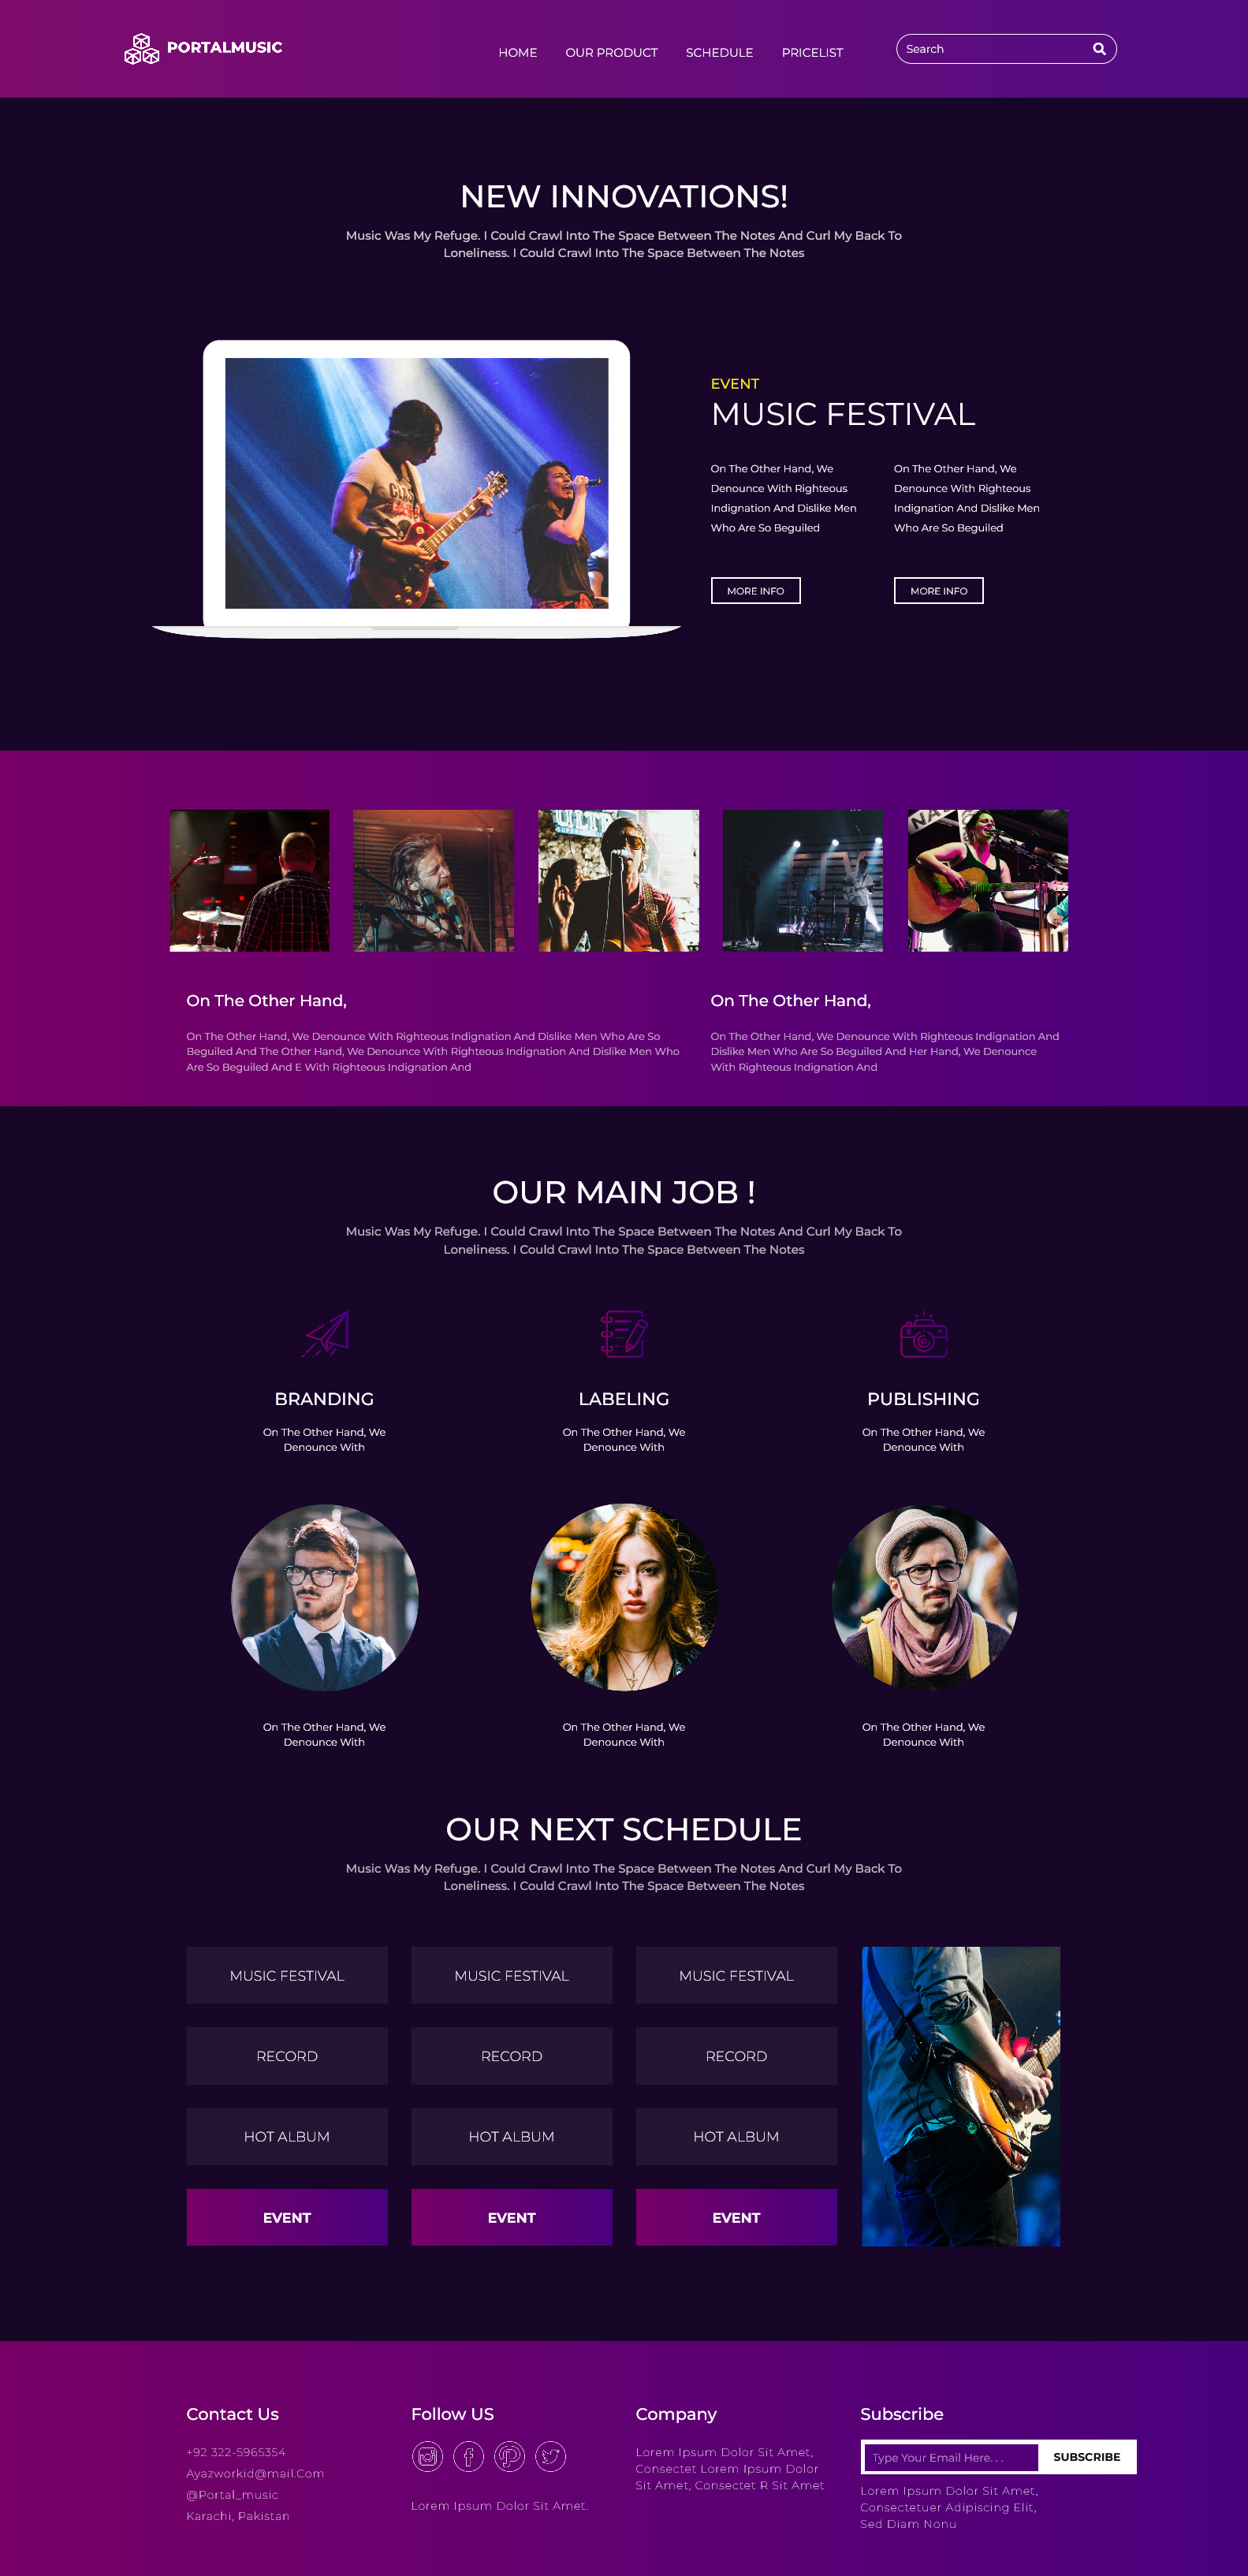 PORTALMUSIC
HOME OUR PRODUCT SCHEDULE PRICELIST
Search
NEW INNOVATIONS!
Music Was My Refuge. I Could Crawl Into The Space Between The Notes And Curl My Back To
Loneliness. I Could Crawl Into The Space Between The Notes
EVENT
MUSIC FESTIVAL
On The Other Hand, We
Denounce With Righteous
Indignation And Dislike Men
Who Are So Beguiled
MORE INFO
On The Other Hand, We
Denounce With Righteous
Indignation And Dislike Men
Who Are So Beguiled
MORE INFO
On The Other Hand,
On The Other Hand, We Denounce With Righteous Indignation And Dislike Men Who Are So
Beguiled And The Other Hand, We Denounce With Righteous Indignation And Dislike Men Who
Are So Beguiled And E With Righteous Indignation And
On The Other Hand,
On The Other Hand, We Denounce With Righteous Indignation And
Dislike Men Who Are So Beguiled And Her Hand, We Denounce
With Righteous Indignation And
OUR MAIN JOB !
Music Was My Refuge. I Could Crawl Into The Space Between The Notes And Curl My Back To
Loneliness. I Could Crawl Into The Space Between The Notes
BRANDING
On The Other Hand, We
Denounce With
LABELING
On The Other Hand, We
Denounce With
PUBLISHING
On The Other Hand, We
Denounce With
On The Other Hand, We
Denounce With
On The Other Hand, We
Denounce With
On The Other Hand, We
Denounce With
OUR NEXT SCHEDULE
Music Was My Refuge. I Could Crawl Into The Space Between The Notes And Curl My Back To
Loneliness. I Could Crawl Into The Space Between The Notes
MUSIC FESTIVAL MUSIC FESTIVAL MUSIC FESTIVAL
RECORD RECORD RECORD
HOT ALBUM HOT ALBUM HOT ALBUM
EVENT EVENT EVENT
Contact Us
+92 322-5965354
Ayazworkid@mail.Com
@Portal_music
Karachi, Pakistan
Follow US
Lorem Ipsum Dolor Sit Amet.
Company
Lorem Ipsum Dolor Sit Amet,
Consectet Lorem Ipsum Dolor
Sit Amet, Consectet R Sit Amet
Subscribe
Type Your Email Here. . .
SUBSCRIBE
Lorem Ipsum Dolor Sit Amet,
Consectetuer Adipiscing Elit,
Sed Diam Nonu